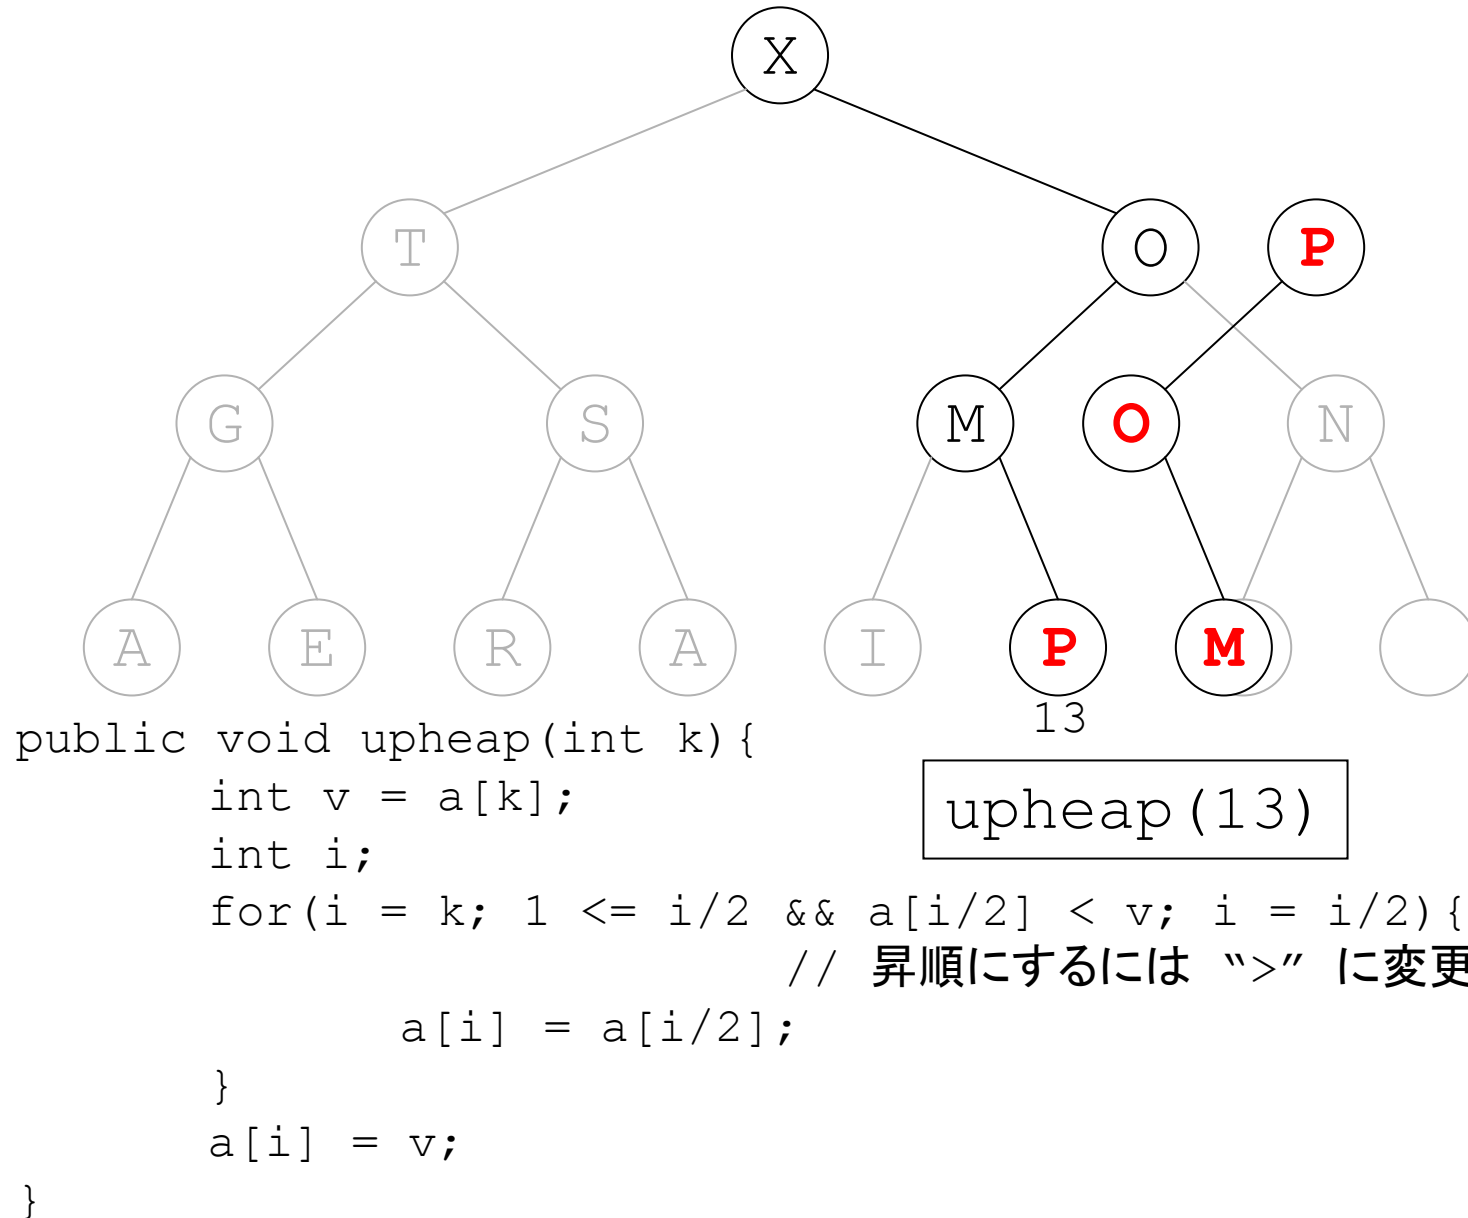 X
T O P
G S M O N
A E R A I P M
13
public void upheap(int k){
upheap(13)
int v = a[k];
int i;
for(i = k; 1 <= i/2 && a[i/2] < v; i = i/2){
// 昇順にするには “>” に変更
a[i] = a[i/2];
}
a[i] = v;
}